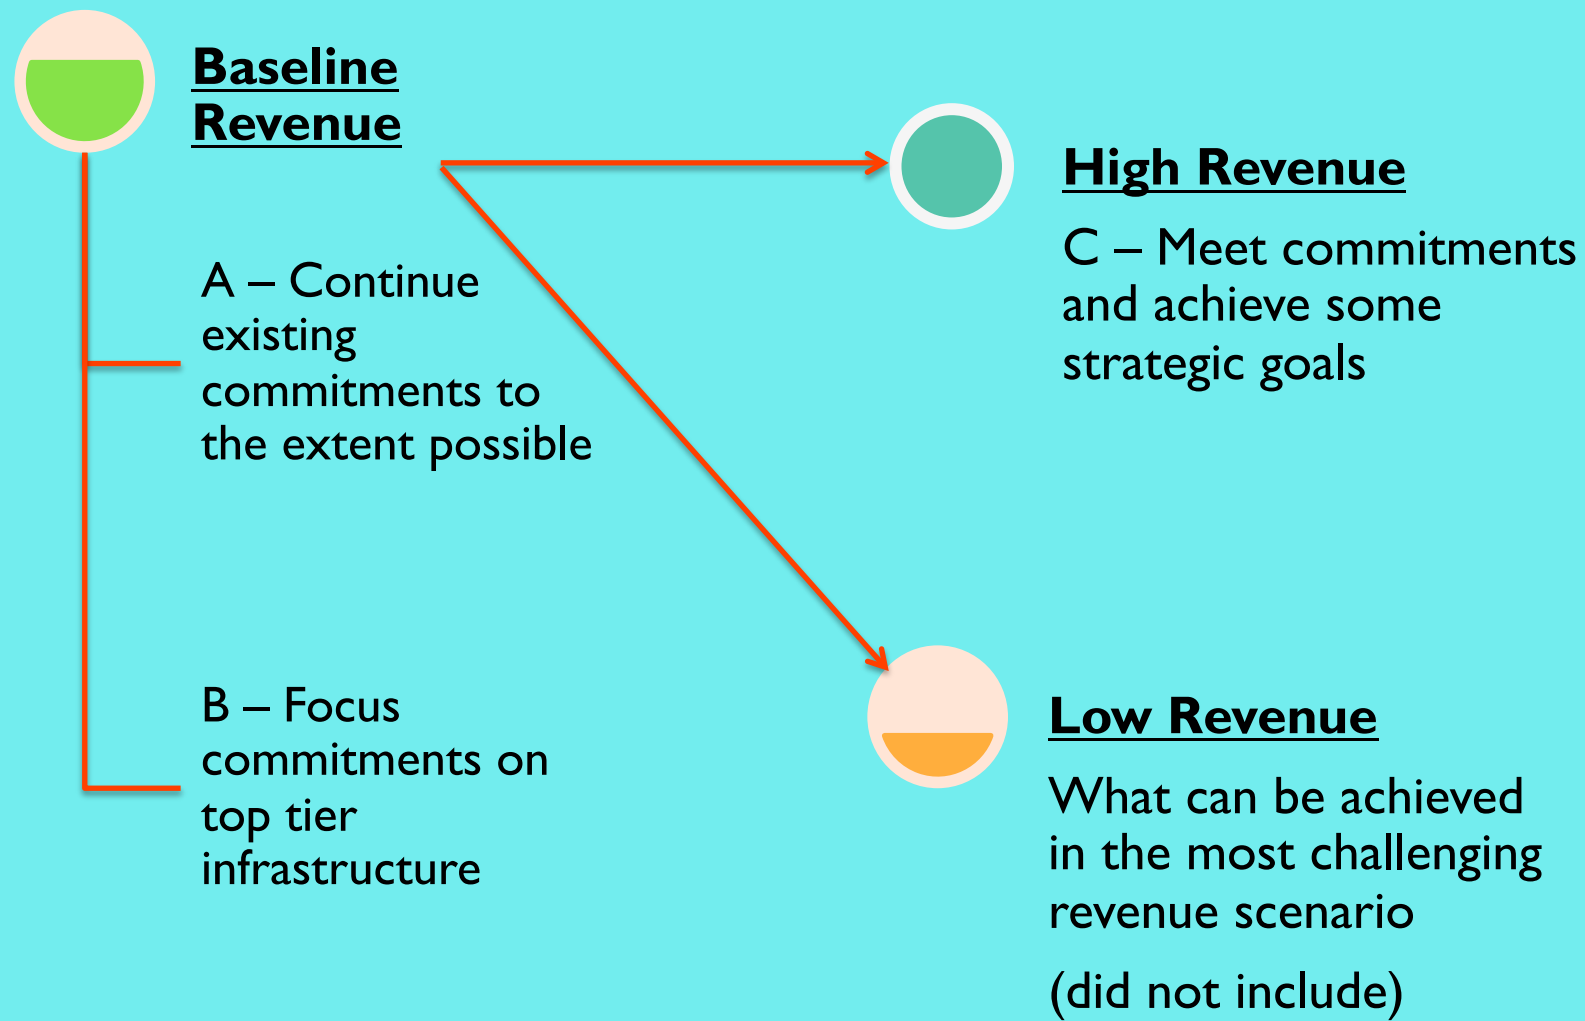 Baseline
Revenue
A – Continue
existing
commitments to
the extent possible
B – Focus
commitments on
top tier
infrastructure
High Revenue
C – Meet commitments
and achieve some
strategic goals
Low Revenue
What can be achieved
in the most challenging
revenue scenario
(did not include)